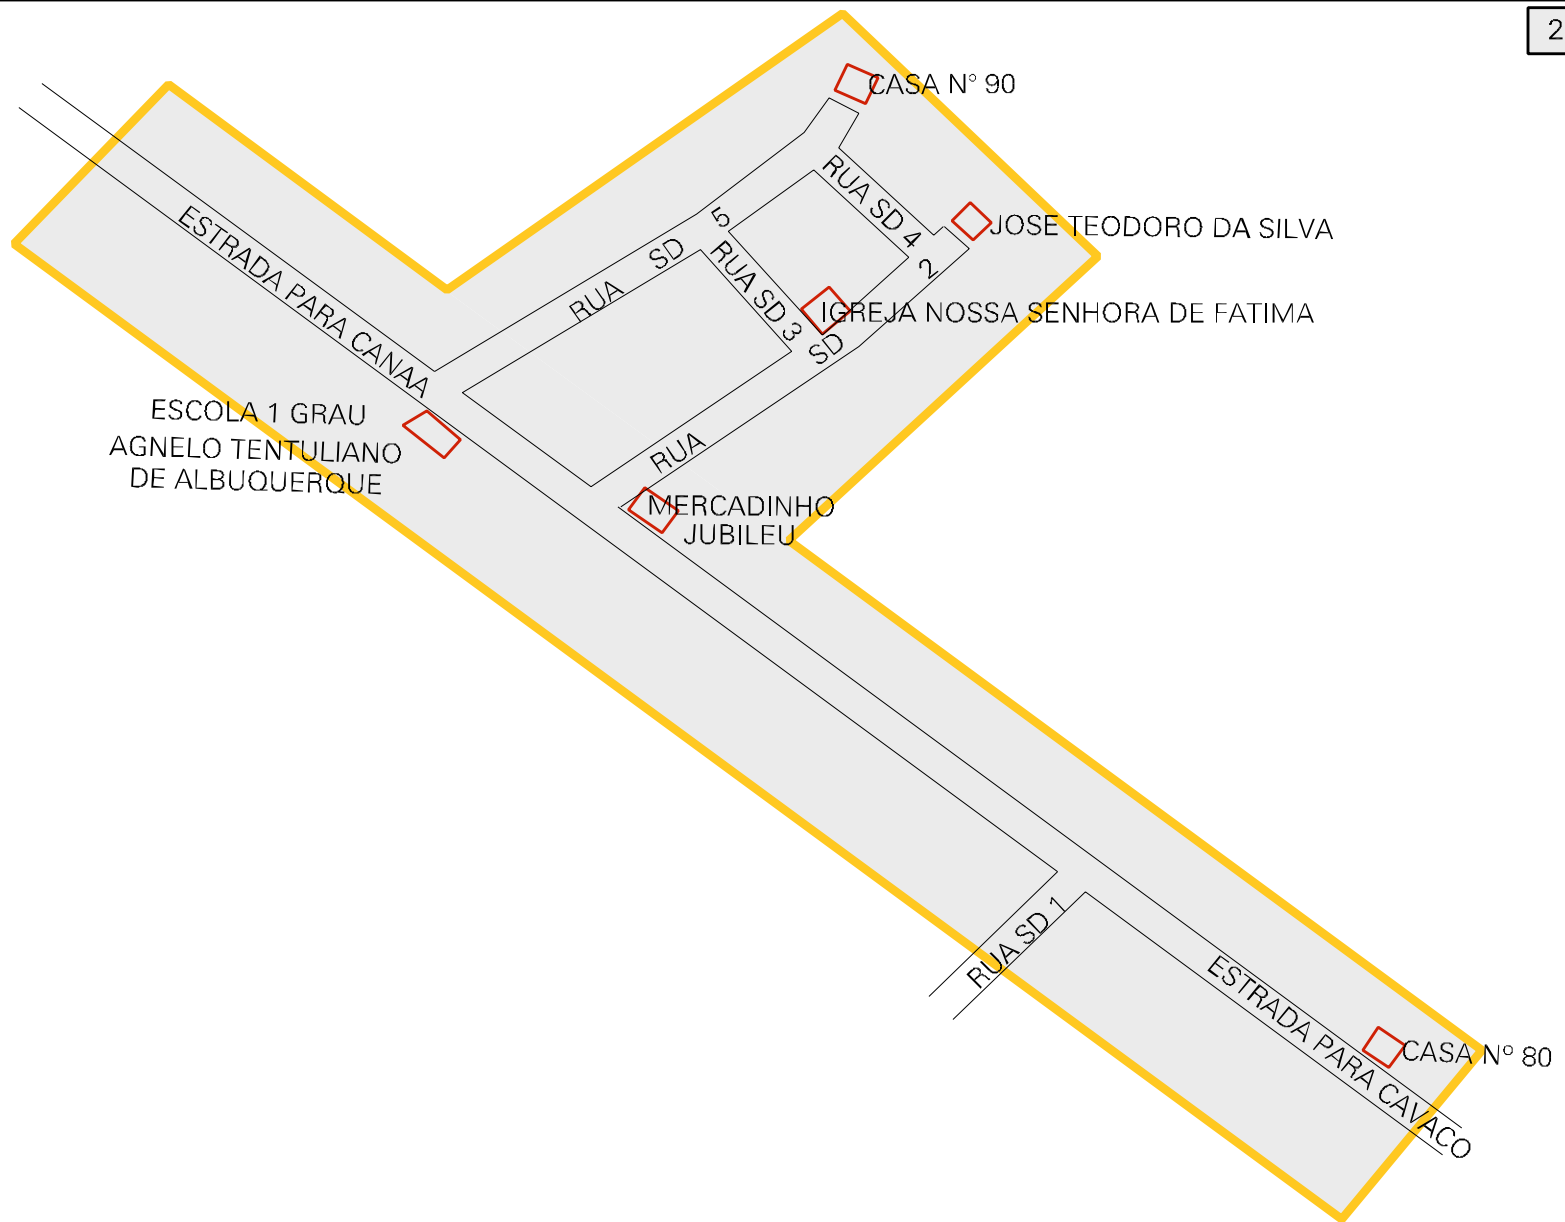 2
CASA Nº 90
RUA SD 4
JOSE TEODORO DA SILVA
ESTRADA PARA CANAA
RUA SD 5
RUA SD 3
IGREJA NOSSA SENHORA DE FATIMA
RUA SD 2
ESCOLA 1 GRAU
AGNELO TENTULIANO
DE ALBUQUERQUE
MERCADINHO
JUBILEU
RUA SD 1
ESTRADA PARA CAVACO
CASA Nº 80